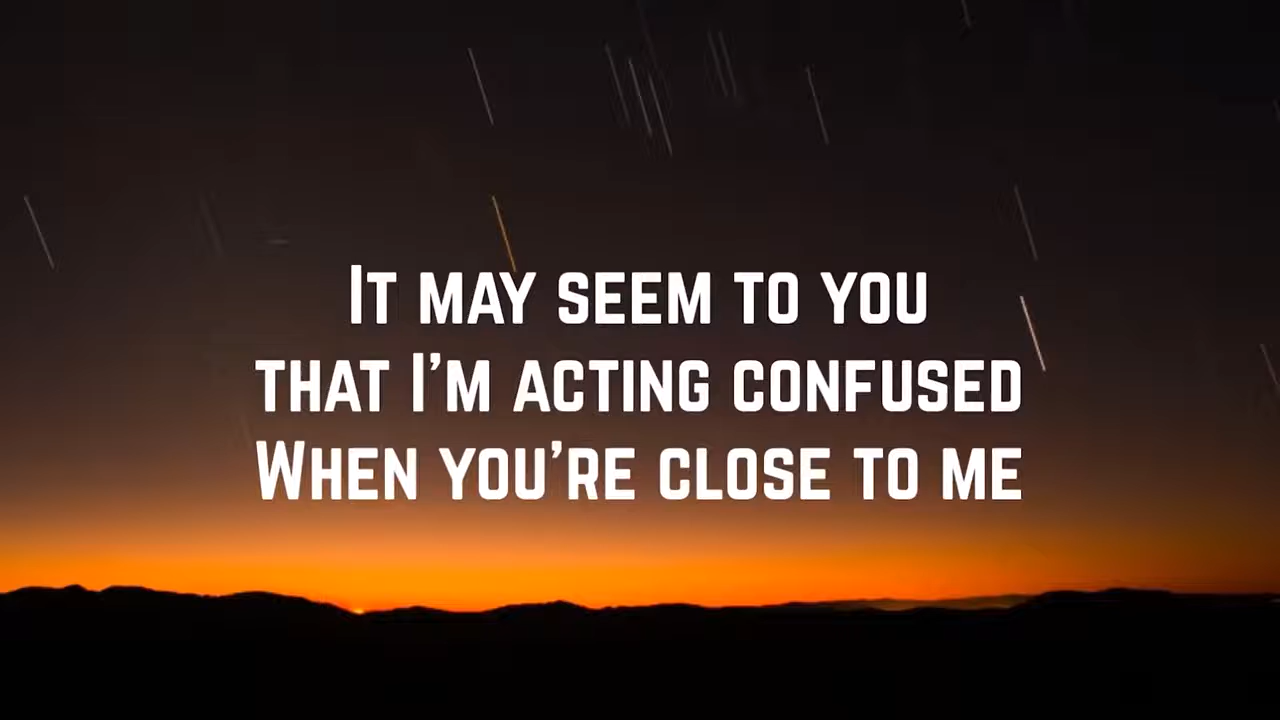 It may seem to you
that I'm acting confused
When you're close to me